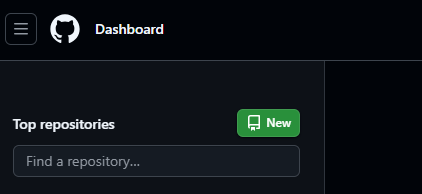 Dashboard
Top repositories
New
Find a repository...